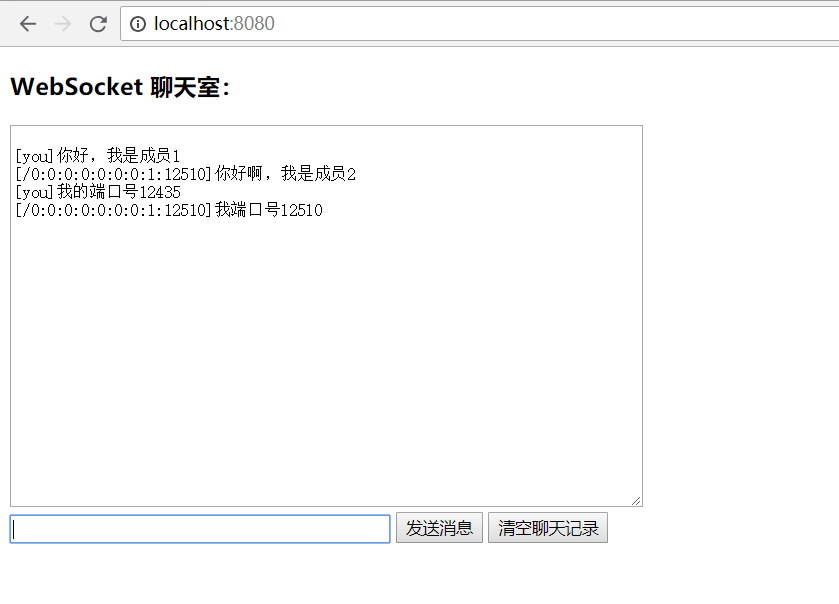 localhost:8080
WebSocket 聊天室：
[you]你好，我是成员1
[/0:0:0:0:0:0:0:1:12510]你好啊，我是成员2
[you]我的端口号12435
[/0:0:0:0:0:0:0:1:12510]我端口号12510
发送消息 清空聊天记录